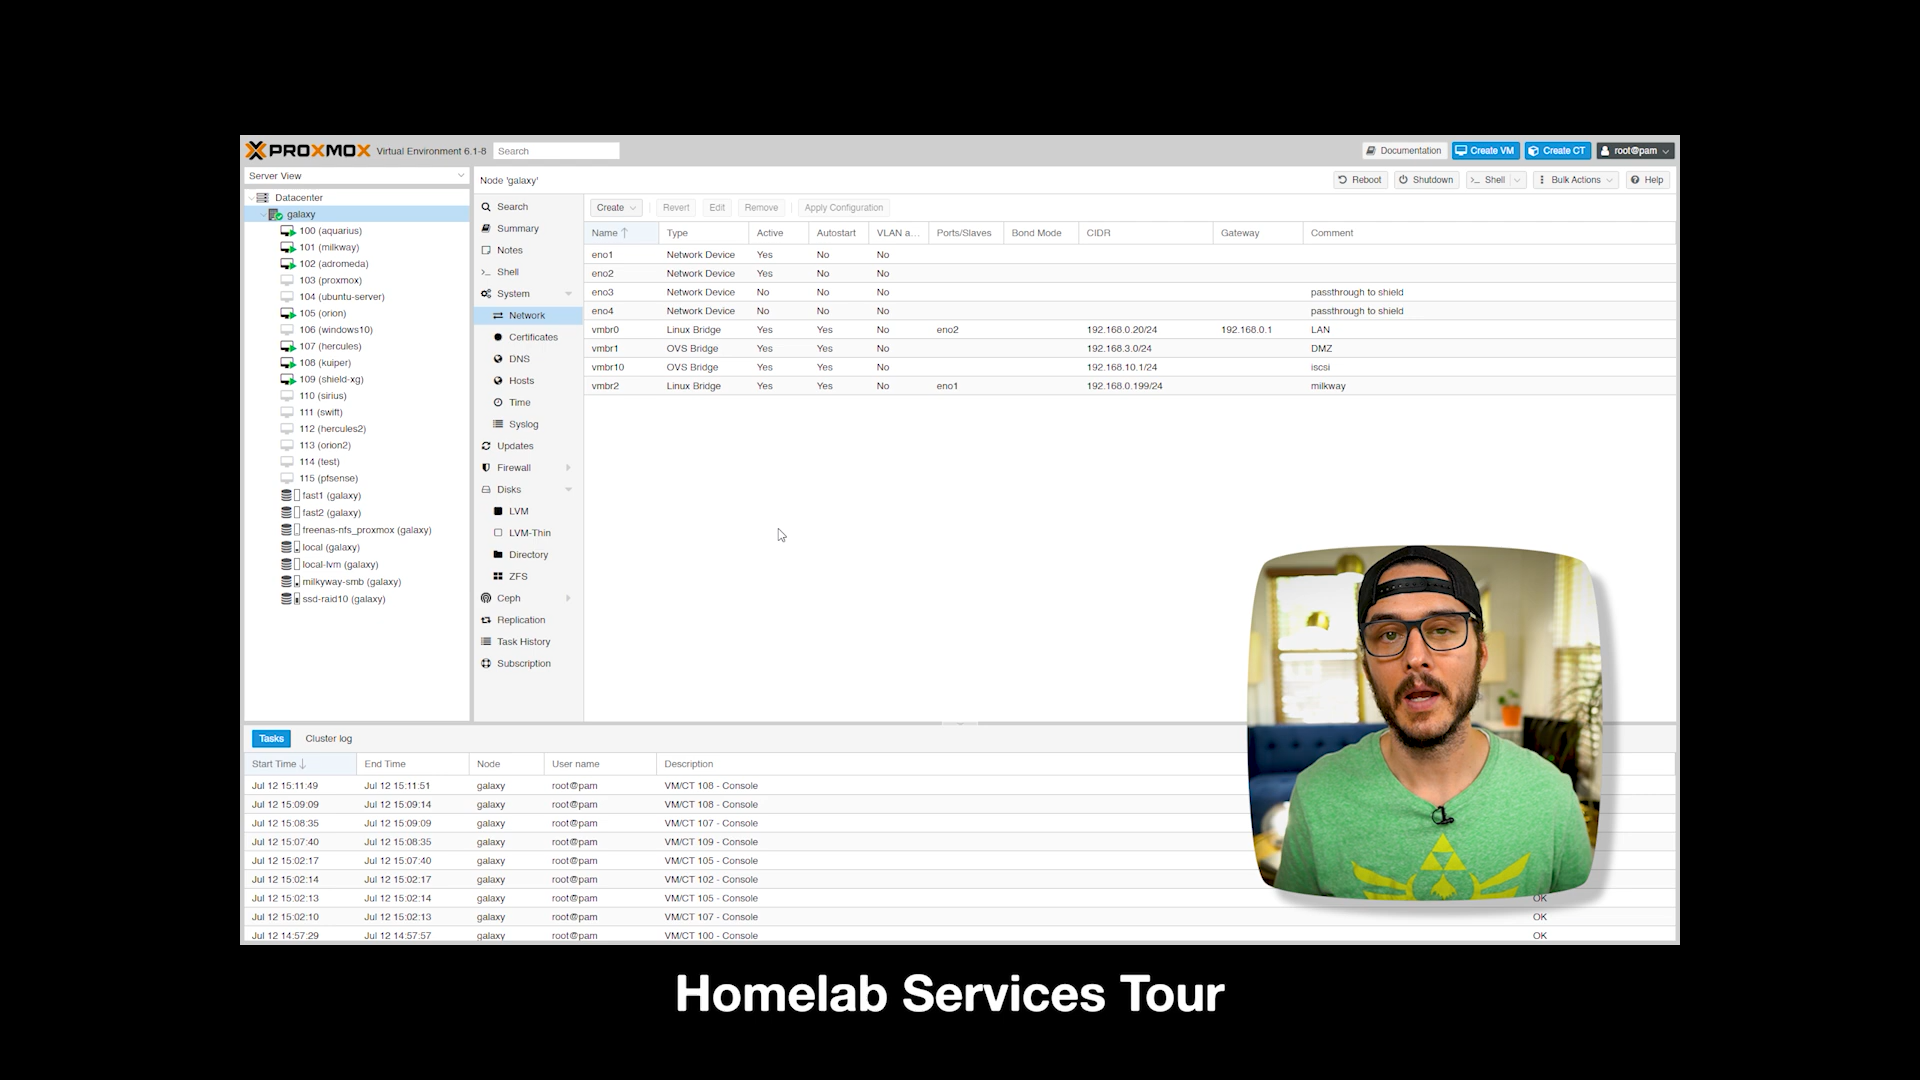 PROXMOX Virtual Environment 6.1-8 Search Documentation Create VM Create CT root@pam
Server View
Node 'galaxy' Reboot Shutdown Shell Bulk Actions Help
Datacenter
galaxy
100 (aquarius)
101 (milkway)
102 (adromeda)
103 (proxmox)
104 (ubuntu-server)
105 (orion)
106 (windows10)
107 (hercules)
108 (kuiper)
109 (shield-xg)
110 (sirius)
111 (swift)
112 (hercules2)
113 (orion2)
114 (test)
115 (pfsense)
fast1 (galaxy)
fast2 (galaxy)
freenas-nfs_proxmox (galaxy)
local (galaxy)
local-lvm (galaxy)
milkyway-smb (galaxy)
ssd-raid10 (galaxy)
Search
Summary
Notes
Shell
System
Network
Certificates
DNS
Hosts
Time
Syslog
Updates
Firewall
Disks
LVM
LVM-Thin
Directory
ZFS
Ceph
Replication
Task History
Subscription
Create Revert Edit Remove Apply Configuration
Name Type Active Autostart VLAN a... Ports/Slaves Bond Mode CIDR Gateway Comment
eno1 Network Device Yes No No
eno2 Network Device Yes No No
eno3 Network Device No No No passthrough to shield
eno4 Network Device No No No passthrough to shield
vmbr0 Linux Bridge Yes Yes No eno2 192.168.0.20/24 192.168.0.1 LAN
vmbr1 OVS Bridge Yes Yes No 192.168.3.0/24 DMZ
vmbr10 OVS Bridge Yes Yes No 192.168.10.1/24 iscsi
vmbr2 Linux Bridge Yes Yes No eno1 192.168.0.199/24 milkway
Tasks Cluster log
Start Time End Time Node User name Description
Jul 12 15:11:49 Jul 12 15:11:51 galaxy root@pam VM/CT 108 - Console
Jul 12 15:09:09 Jul 12 15:09:14 galaxy root@pam VM/CT 108 - Console
Jul 12 15:08:35 Jul 12 15:09:09 galaxy root@pam VM/CT 107 - Console
Jul 12 15:07:40 Jul 12 15:08:35 galaxy root@pam VM/CT 109 - Console
Jul 12 15:02:17 Jul 12 15:07:40 galaxy root@pam VM/CT 105 - Console
Jul 12 15:02:14 Jul 12 15:02:17 galaxy root@pam VM/CT 102 - Console
Jul 12 15:02:13 Jul 12 15:02:14 galaxy root@pam VM/CT 105 - Console OK
Jul 12 15:02:10 Jul 12 15:02:13 galaxy root@pam VM/CT 107 - Console OK
Jul 12 14:57:29 Jul 12 14:57:57 galaxy root@pam VM/CT 100 - Console OK
Homelab Services Tour